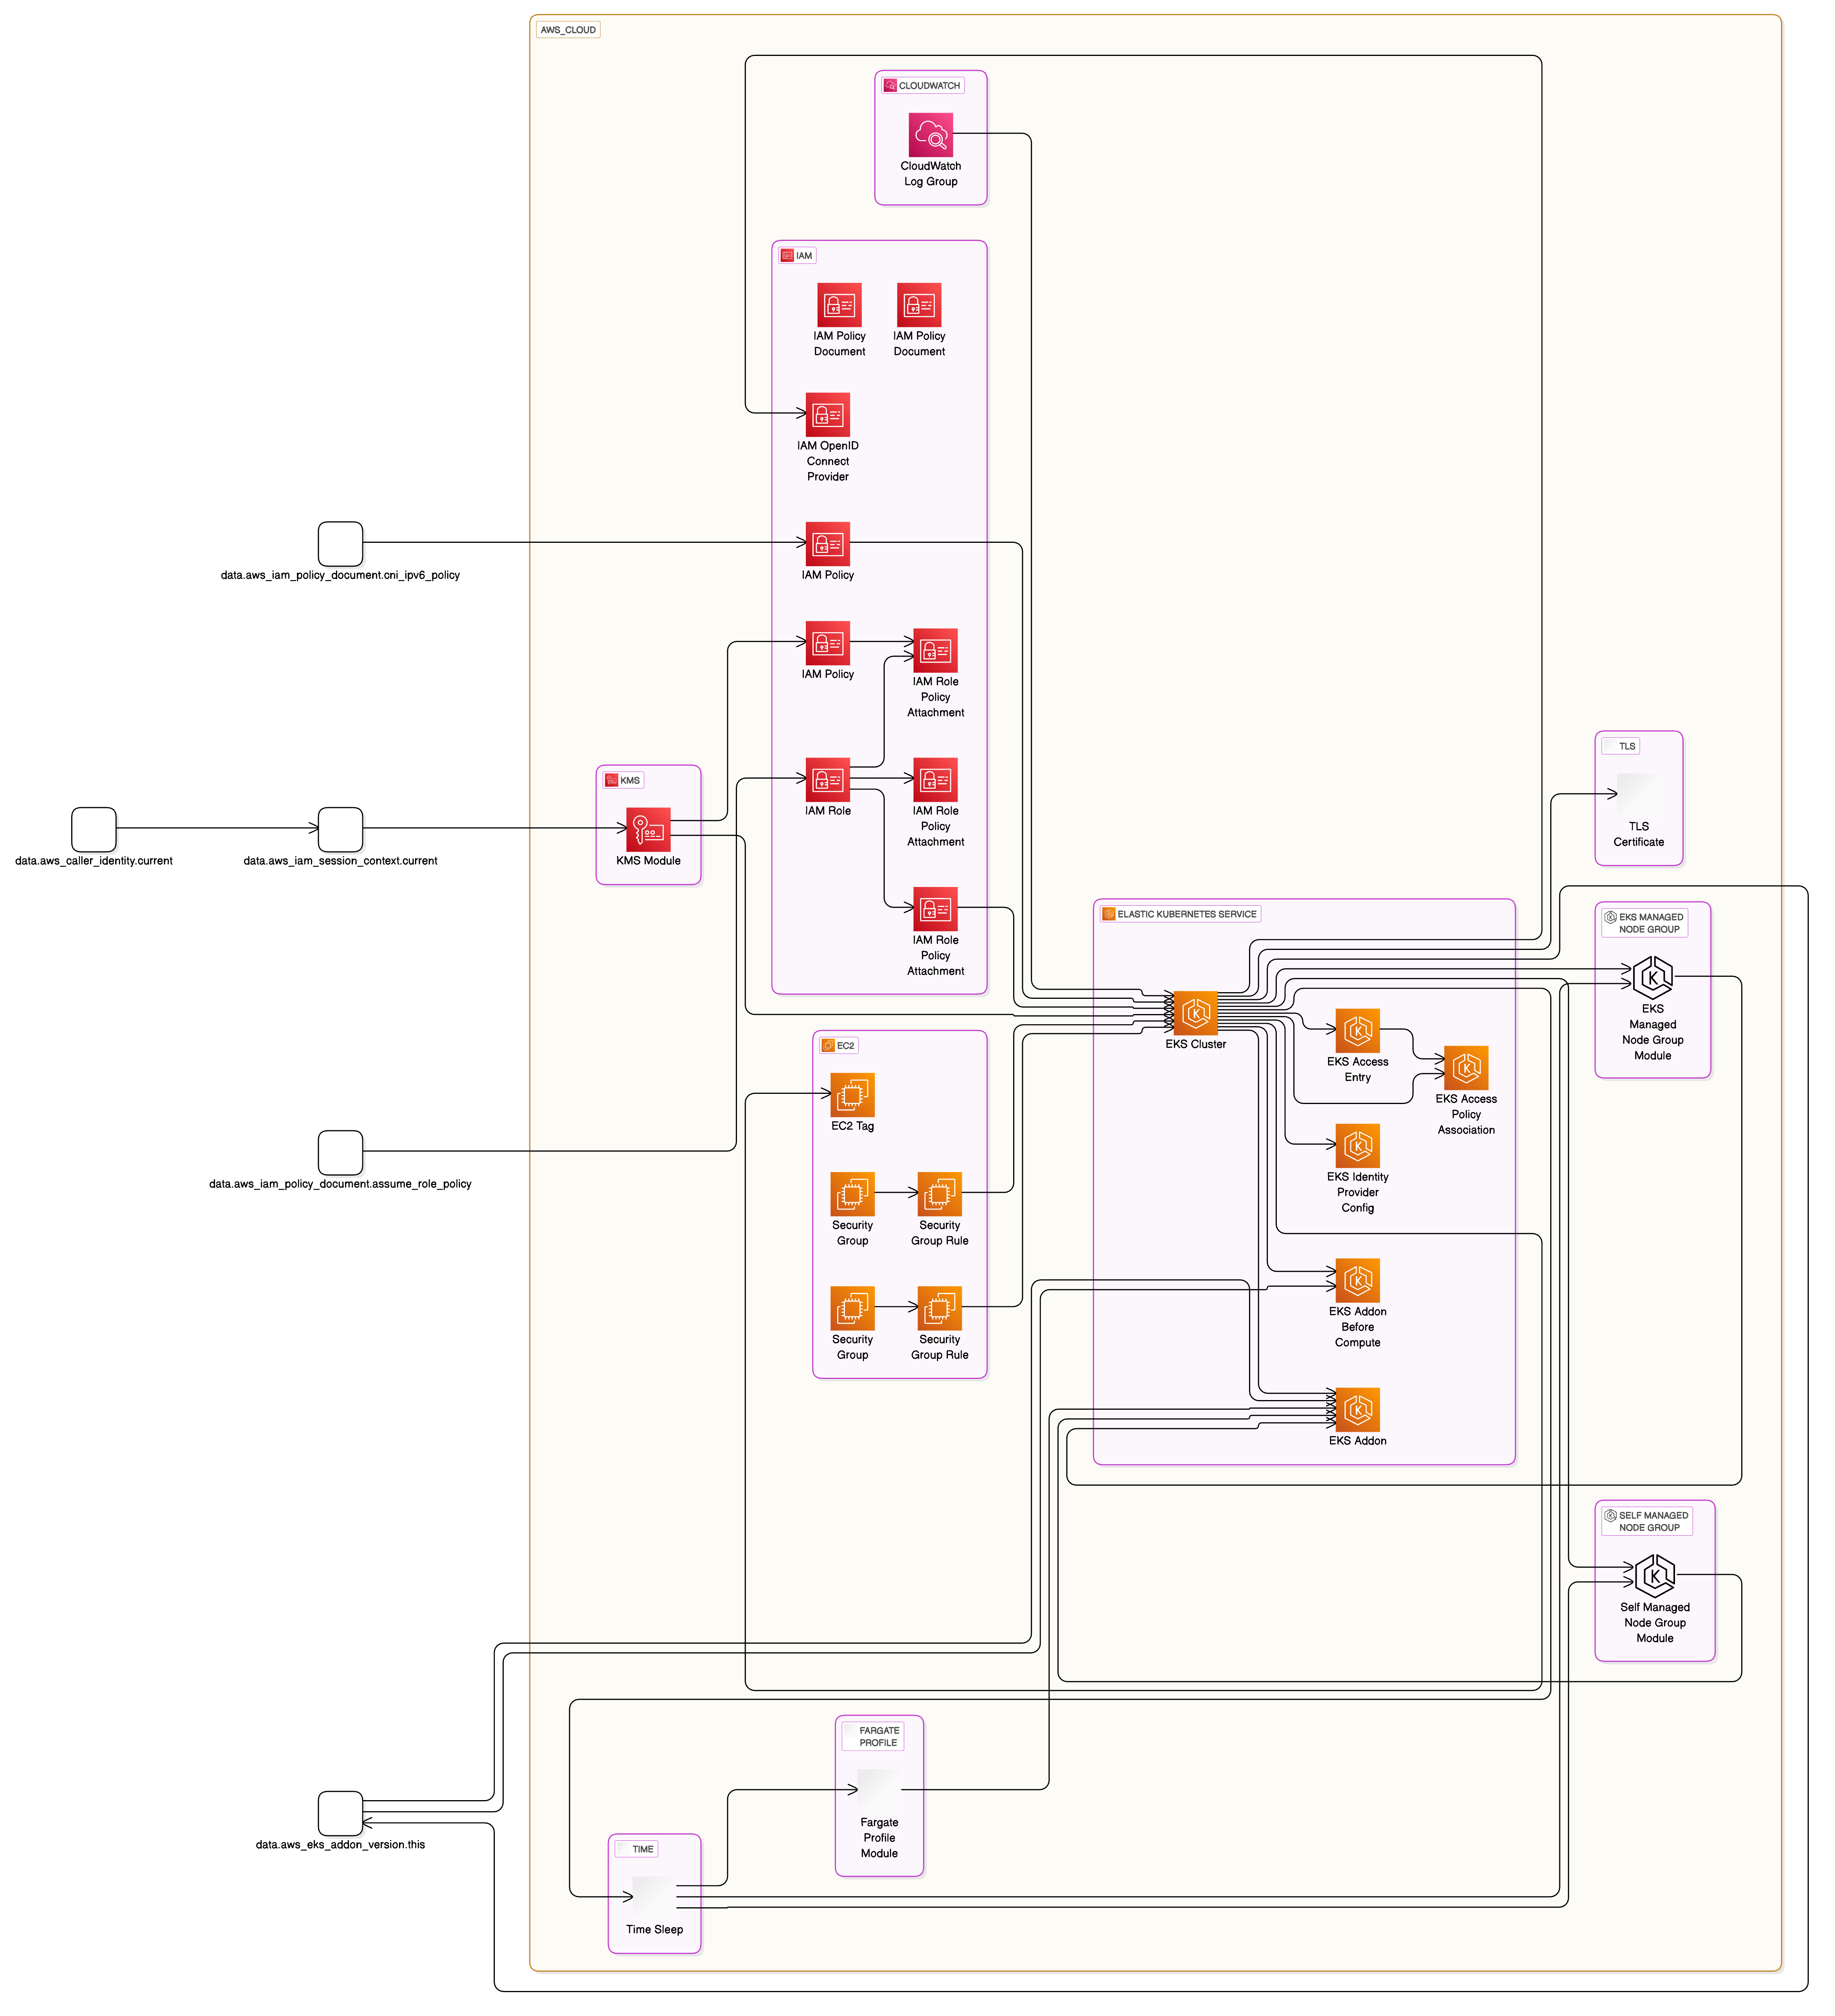 AWS_CLOUD
CLOUDWATCH
CloudWatch
Log Group
IAM
IAM Policy
Document
IAM Policy
Document
IAM OpenID
Connect
Provider
data.aws_iam_policy_document.cni_ipv6_policy
IAM Policy
IAM Policy
IAM Role
Policy
Attachment
TLS
TLS
Certificate
KMS
KMS Module
IAM Role
IAM Role
Policy
Attachment
data.aws_caller_identity.current
data.aws_iam_session_context.current
IAM Role
Policy
Attachment
ELASTIC KUBERNETES SERVICE
EKS MANAGED
NODE GROUP
EKS
Managed
Node Group
Module
EKS Cluster
EKS Access
Entry
EKS Access
Policy
Association
EC2
EC2 Tag
data.aws_iam_policy_document.assume_role_policy
EKS Identity
Provider
Config
Security
Group
Security
Group Rule
Security
Group
Security
Group Rule
EKS Addon
Before
Compute
EKS Addon
SELF MANAGED
NODE GROUP
Self Managed
Node Group
Module
FARGATE
PROFILE
Fargate
Profile
Module
data.aws_eks_addon_version.this
TIME
Time Sleep